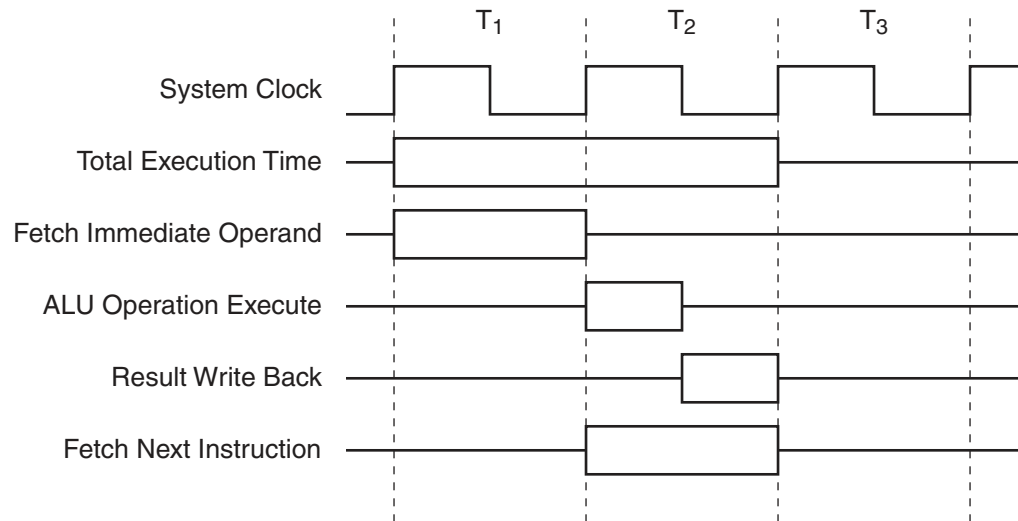 T1 T2 T3
System Clock
Total Execution Time
Fetch Immediate Operand
ALU Operation Execute
Result Write Back
Fetch Next Instruction